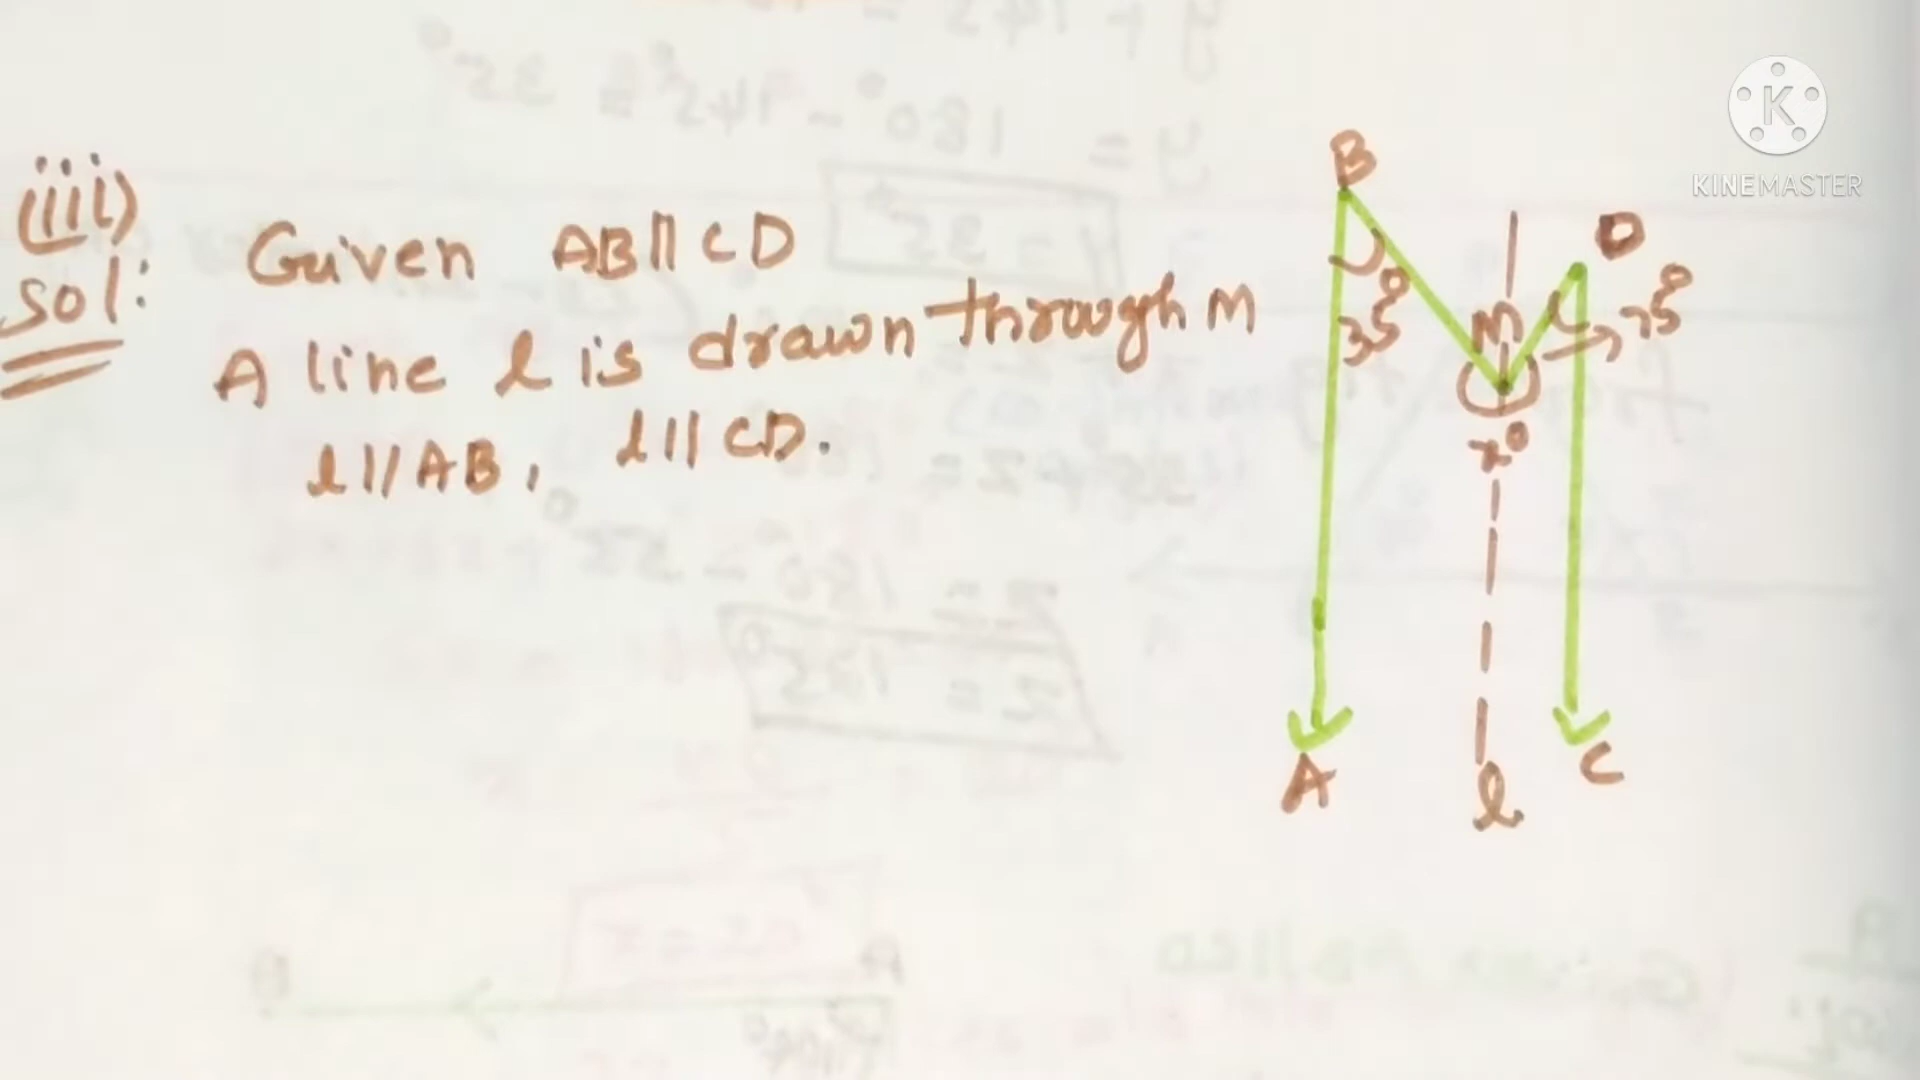 (iii)
sol:
Given AB || CD
A line l is drawn through M
l || AB, l || CD.
B
D
35°
M
75°
x°
A
l
C
K
KINEMASTER